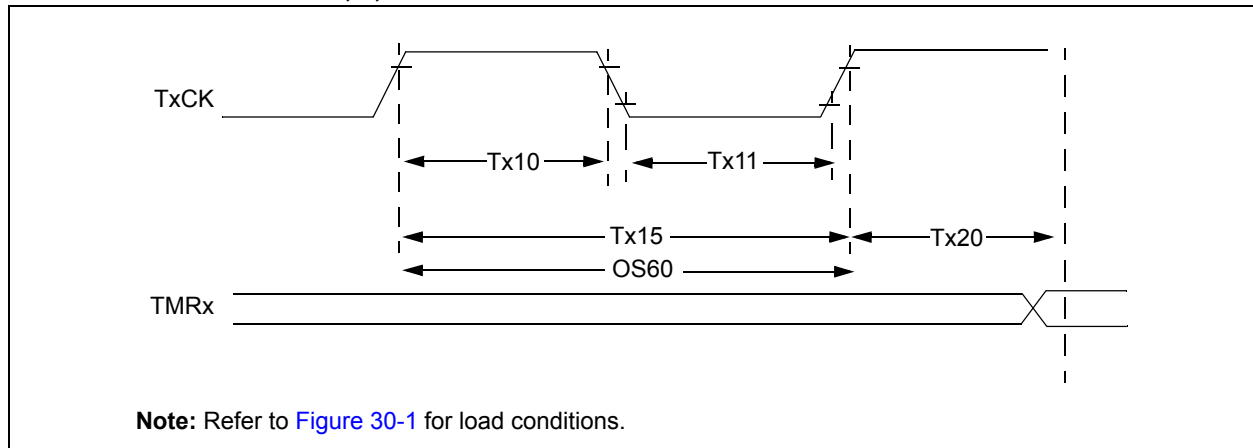 TxCK
Tx10
Tx11
Tx15
Tx20
OS60
TMRx
Note: Refer to Figure 30-1 for load conditions.